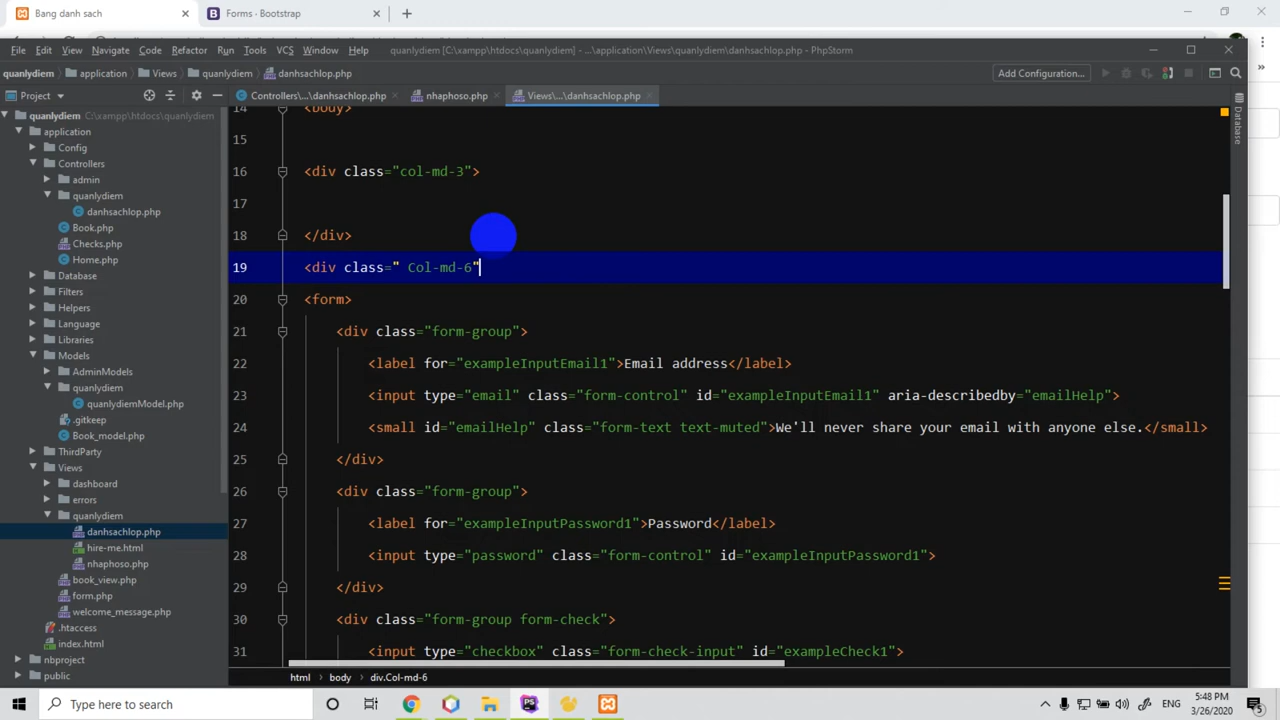 Bang danh sach
Forms · Bootstrap
File Edit View Navigate Code Refactor Run Tools VCS Window Help
quanlydiem [C:\xampp\htdocs\quanlydiem] - ...\application\Views\quanlydiem\danhsachlop.php - PhpStorm
quanlydiem application Views quanlydiem danhsachlop.php
Add Configuration...
Project
Controllers\...\danhsachlop.php
nhaphoso.php
Views\...\danhsachlop.php
quanlydiem C:\xampp\htdocs\quanlydiem
application
Config
Controllers
admin
quanlydiem
danhsachlop.php
Book.php
Checks.php
Home.php
Database
Filters
Helpers
Language
Libraries
Models
AdminModels
quanlydiem
quanlydiemModel.php
.gitkeep
Book_model.php
ThirdParty
Views
dashboard
errors
quanlydiem
danhsachlop.php
hire-me.html
nhaphoso.php
book_view.php
form.php
welcome_message.php
.htaccess
index.html
nbproject
public
14 <body>
15
16 <div class="col-md-3">
17
18 </div>
19 <div class=" Col-md-6"
20 <form>
21 <div class="form-group">
22 <label for="exampleInputEmail1">Email address</label>
23 <input type="email" class="form-control" id="exampleInputEmail1" aria-describedby="emailHelp">
24 <small id="emailHelp" class="form-text text-muted">We'll never share your email with anyone else.</small>
25 </div>
26 <div class="form-group">
27 <label for="exampleInputPassword1">Password</label>
28 <input type="password" class="form-control" id="exampleInputPassword1">
29 </div>
30 <div class="form-group form-check">
31 <input type="checkbox" class="form-check-input" id="exampleCheck1">
Database
html body div.Col-md-6
Type here to search
ENG
5:48 PM
3/26/2020
5